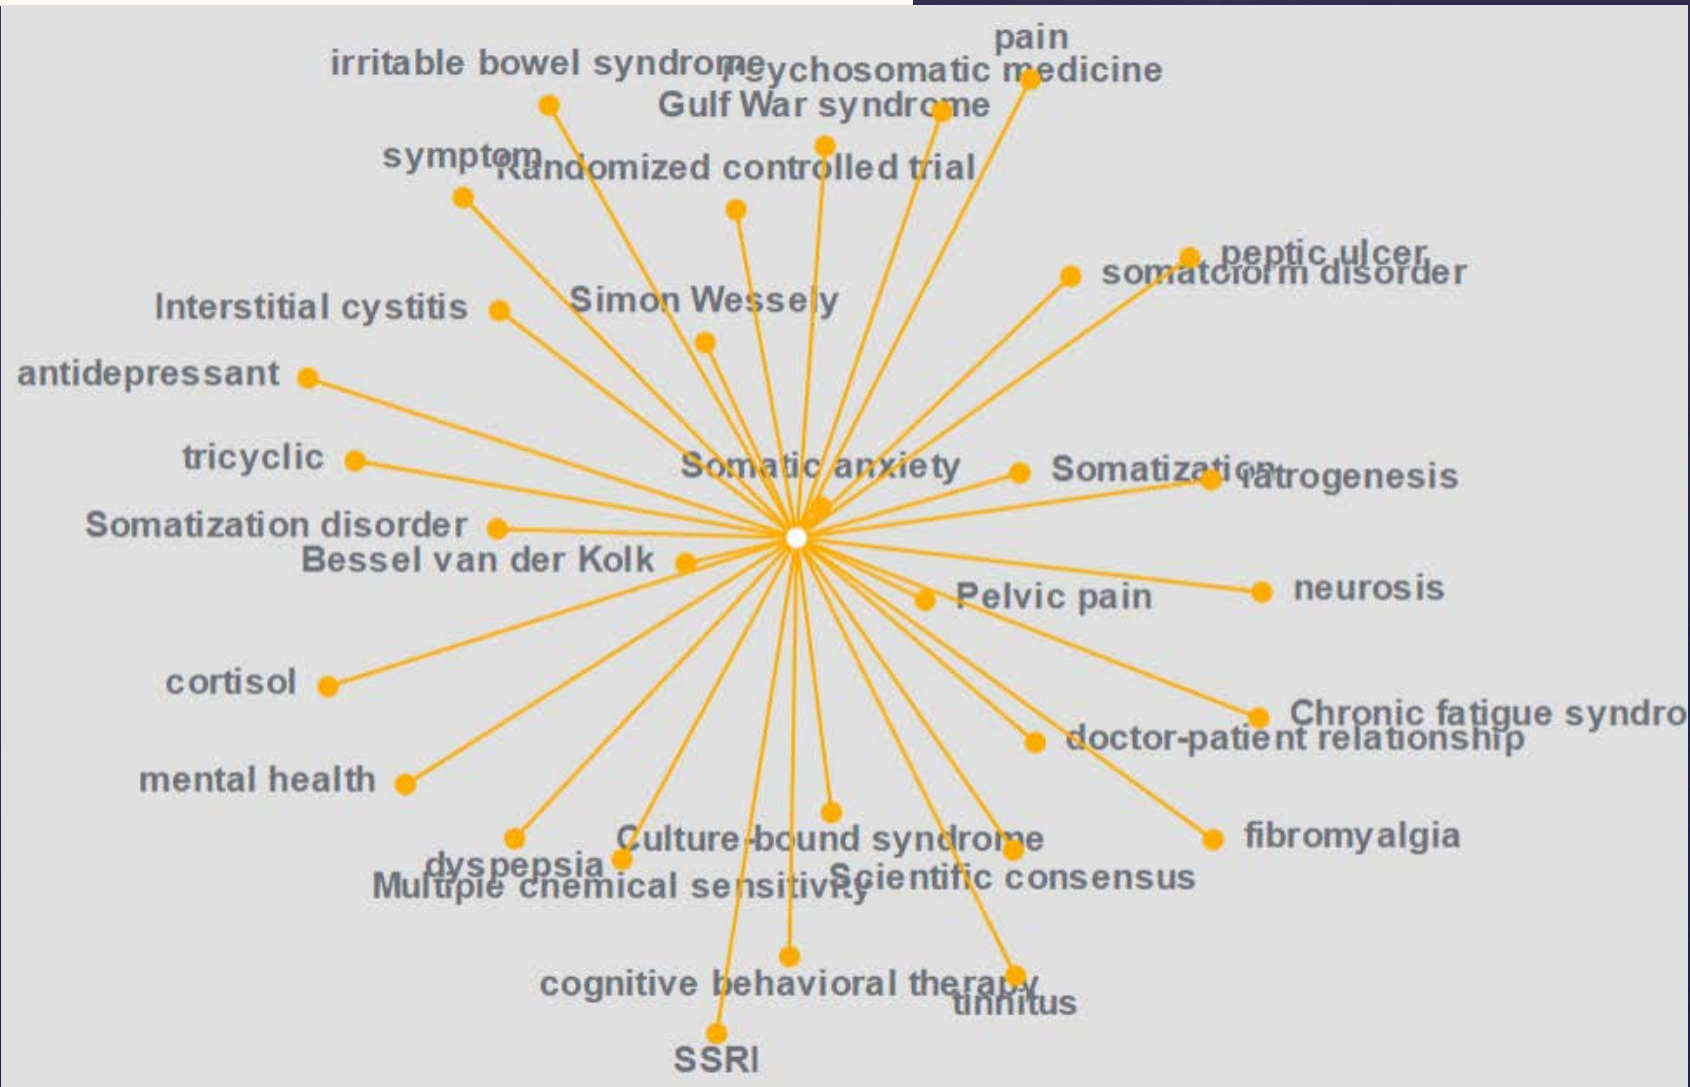 pain
irritable bowel syndrome
Psychosomatic medicine
Gulf War syndrome
symptom
Randomized controlled trial
peptic ulcer
somatoform disorder
Simon Wessely
Interstitial cystitis
antidepressant
tricyclic
Somatic anxiety
Somatization
Iatrogenesis
Somatization disorder
Bessel van der Kolk
neurosis
Pelvic pain
cortisol
Chronic fatigue syndro
doctor-patient relationship
mental health
fibromyalgia
Culture-bound syndrome
dyspepsia
Scientific consensus
Multiple chemical sensitivity
cognitive behavioral therapy
tinnitus
SSRI